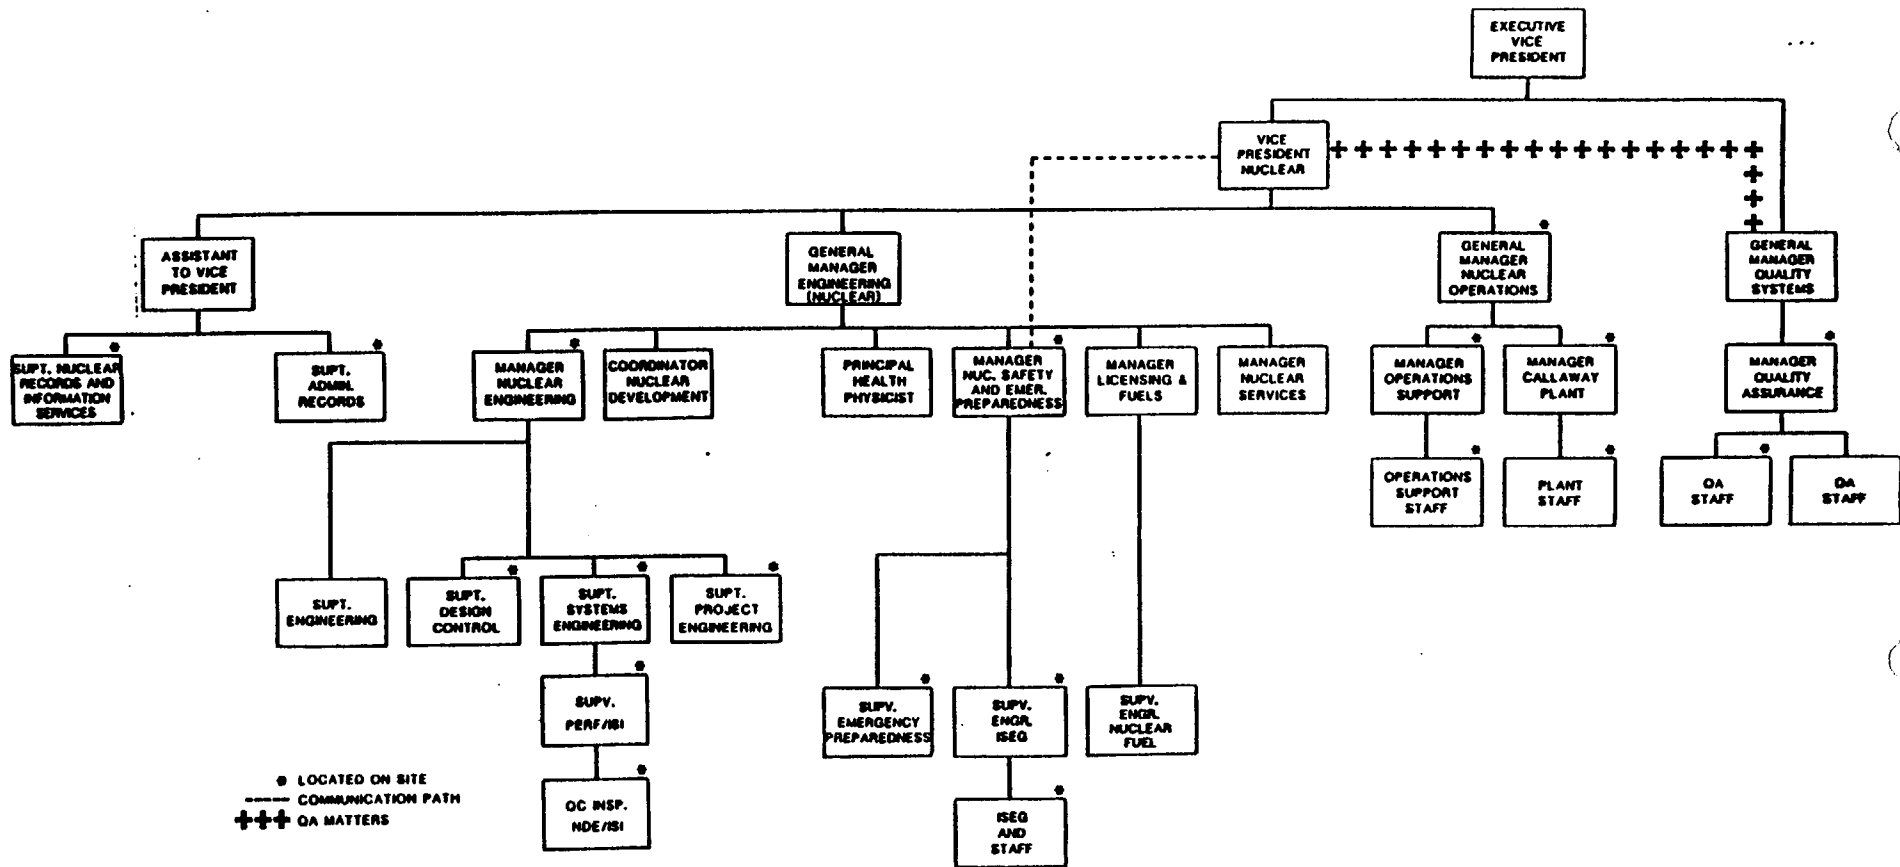 EXECUTIVE
VICE
PRESIDENT
VICE
PRESIDENT
NUCLEAR
ASSISTANT
TO VICE
PRESIDENT
GENERAL
MANAGER
ENGINEERING
(NUCLEAR)
GENERAL
MANAGER
NUCLEAR
OPERATIONS
GENERAL
MANAGER
QUALITY
SYSTEMS
SUPT. NUCLEAR
RECORDS AND
INFORMATION
SERVICES
SUPT.
ADMIN.
RECORDS
MANAGER
NUCLEAR
ENGINEERING
COORDINATOR
NUCLEAR
DEVELOPMENT
PRINCIPAL
HEALTH
PHYSICIST
MANAGER
NUC. SAFETY
AND EMER.
PREPAREDNESS
MANAGER
LICENSING &
FUELS
MANAGER
NUCLEAR
SERVICES
MANAGER
OPERATIONS
SUPPORT
MANAGER
CALLAWAY
PLANT
MANAGER
QUALITY
ASSURANCE
OPERATIONS
SUPPORT
STAFF
PLANT
STAFF
QA
STAFF
QA
STAFF
SUPT.
ENGINEERING
SUPT.
DESIGN
CONTROL
SUPT.
SYSTEMS
ENGINEERING
SUPT.
PROJECT
ENGINEERING
SUPV.
PERF/ISI
SUPV.
EMERGENCY
PREPAREDNESS
SUPV.
ENGR.
ISEG
SUPV.
ENGR.
NUCLEAR
FUEL
QC INSP.
NDE/ISI
ISEG
AND
STAFF
* LOCATED ON SITE
---- COMMUNICATION PATH
+++ QA MATTERS